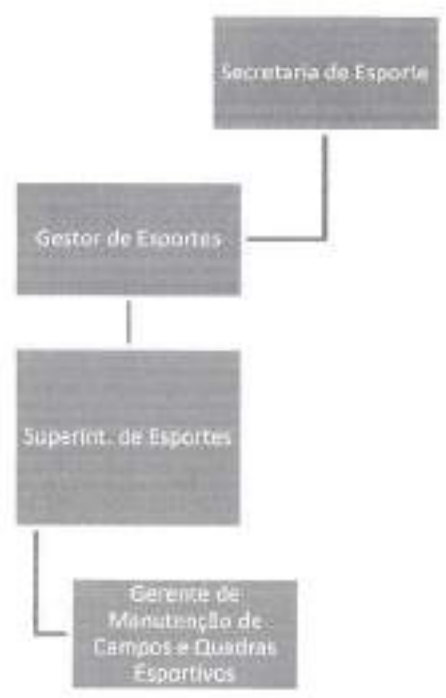 Secretaria de Esporte
Gestor de Esportes
Superint. de Esportes
Gerente de
Manutenção de
Campos e Quadras
Esportivos